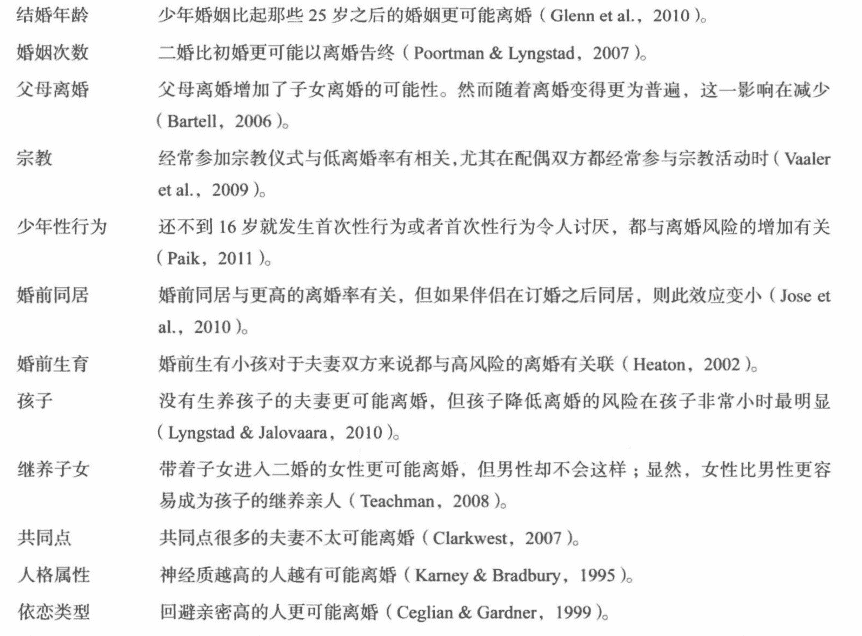 结婚年龄 少年婚姻比起那些 25 岁之后的婚姻更可能离婚（Glenn et al.，2010）。
婚姻次数 二婚比初婚更可能以离婚告终（Poortman & Lyngstad，2007）。
父母离婚 父母离婚增加了子女离婚的可能性。然而随着离婚变得更为普遍，这一影响在减少
（Bartell，2006）。
宗教 经常参加宗教仪式与低离婚率有相关，尤其在配偶双方都经常参与宗教活动时（Vaaler
et al.，2009）。
少年性行为 还不到 16 岁就发生首次性行为或者首次性行为令人讨厌，都与离婚风险的增加有关
（Paik，2011）。
婚前同居 婚前同居与更高的离婚率有关，但如果伴侣在订婚之后同居，则此效应变小（Jose et
al.，2010）。
婚前生育 婚前生有小孩对于夫妻双方来说都与高风险的离婚有关联（Heaton，2002）。
孩子 没有生养孩子的夫妻更可能离婚，但孩子降低离婚的风险在孩子非常小时最明显
（Lyngstad & Jalovaara，2010）。
继养子女 带着子女进入二婚的女性更可能离婚，但男性却不会这样；显然，女性比男性更容
易成为孩子的继养亲人（Teachman，2008）。
共同点 共同点很多的夫妻不太可能离婚（Clarkwest，2007）。
人格属性 神经质越高的人越有可能离婚（Karney & Bradbury，1995）。
依恋类型 回避亲密高的人更可能离婚（Ceglian & Gardner，1999）。